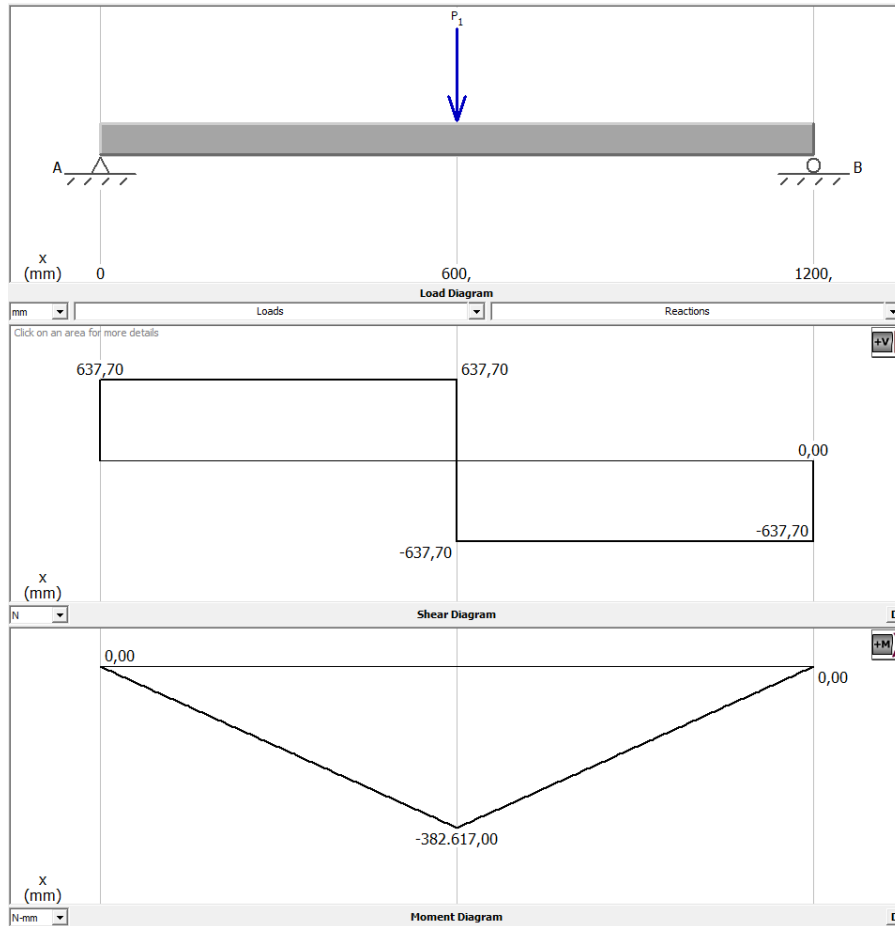 P1
A
B
x
(mm)
0
600,
1200,
Load Diagram
mm
Loads
Reactions
Click on an area for more details
+V
637,70
637,70
0,00
-637,70
-637,70
x
(mm)
N
Shear Diagram
+M
0,00
0,00
-382.617,00
x
(mm)
N-mm
Moment Diagram